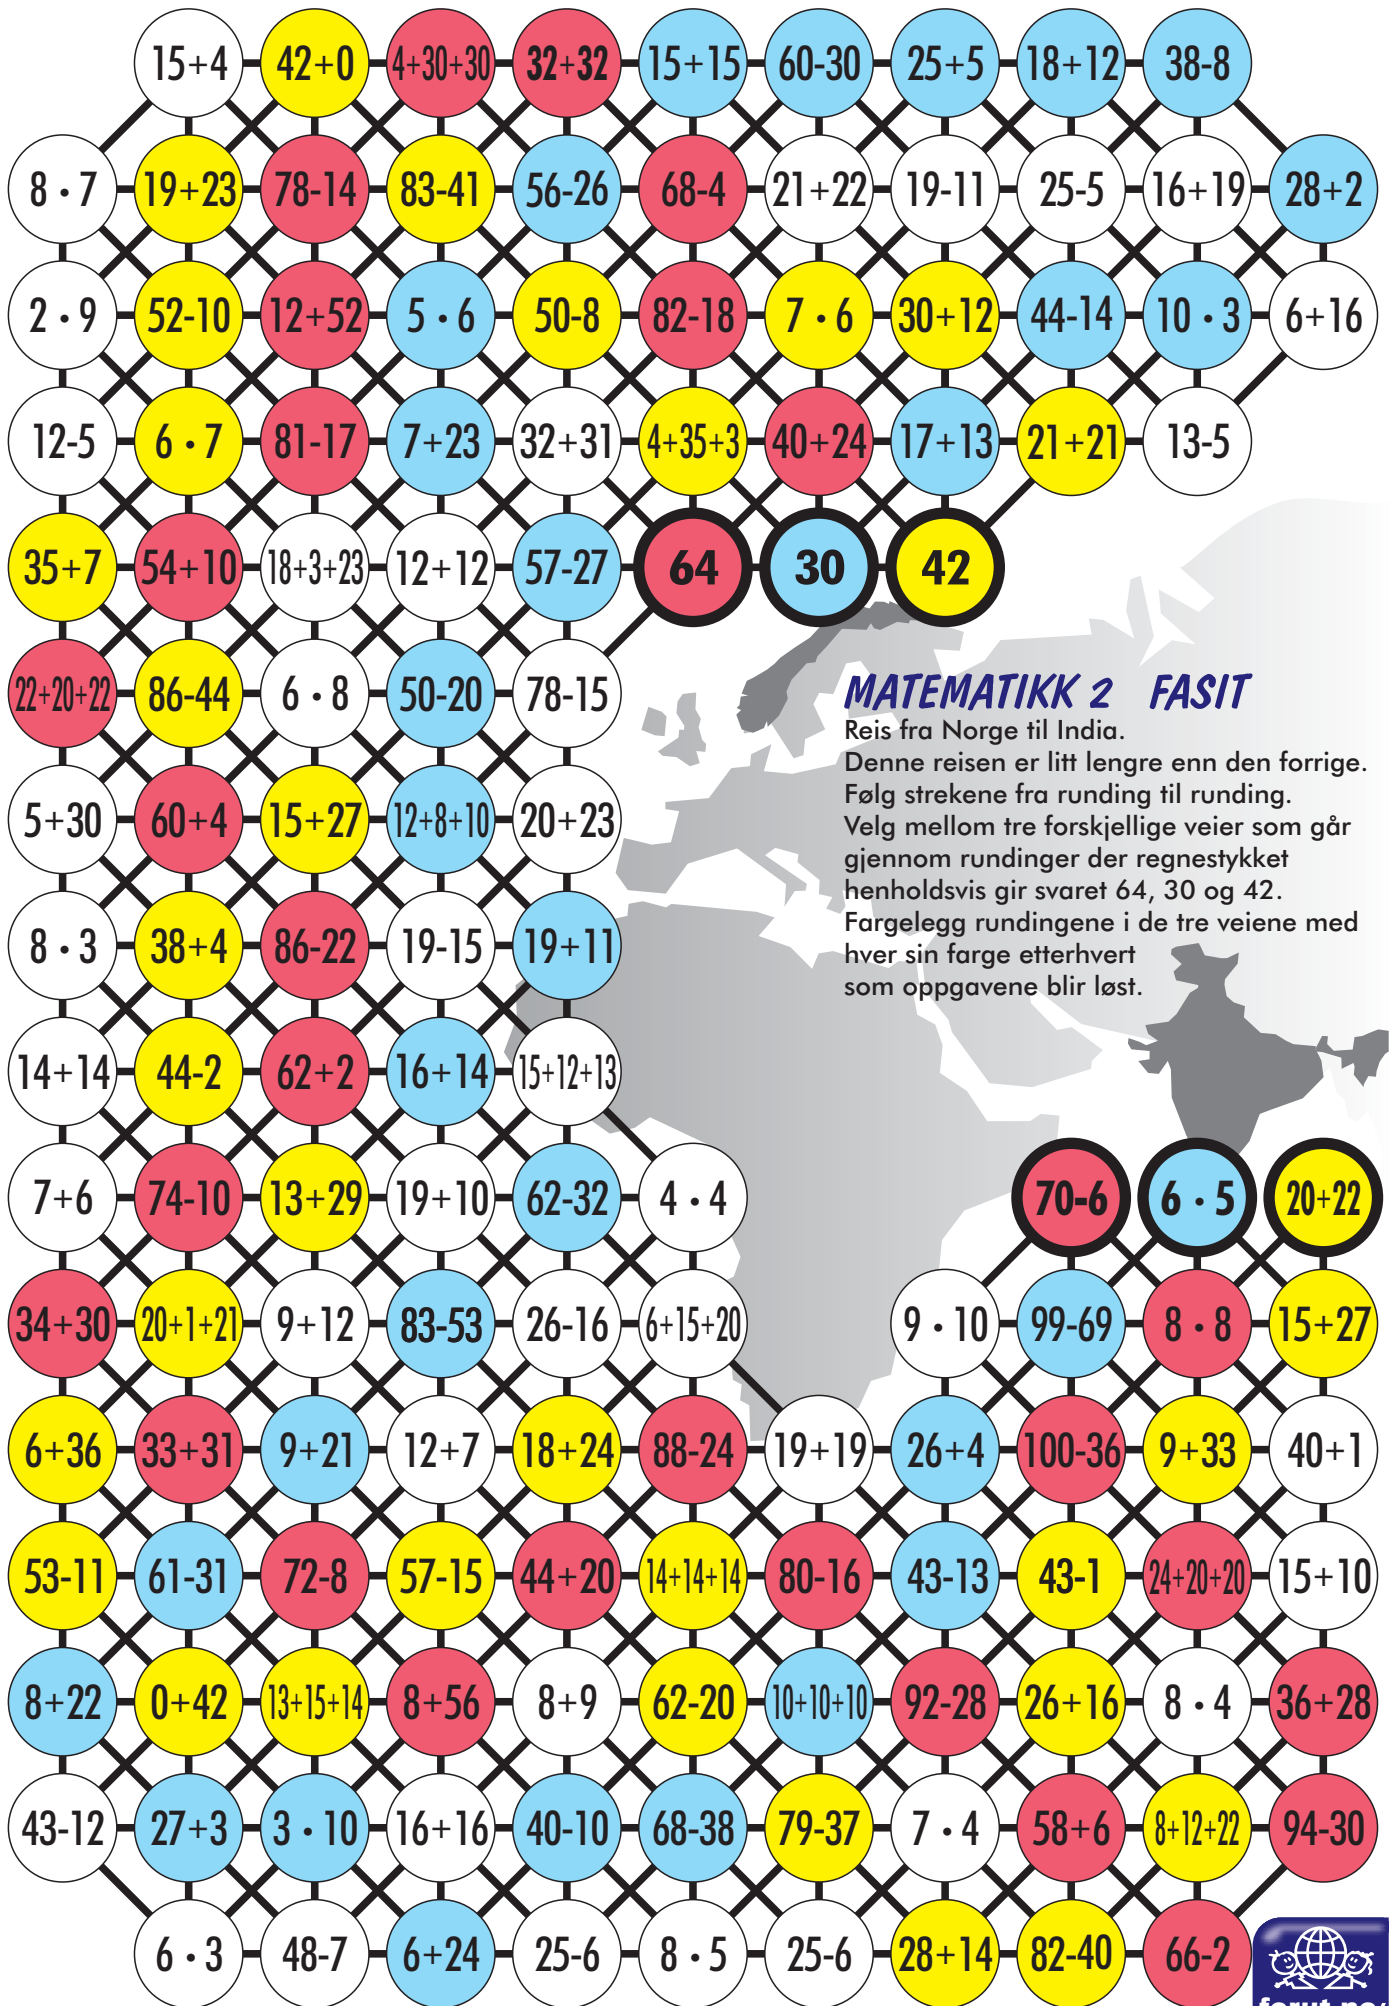 15+4 42+0 4+30+30 32+32 15+15 60-30 25+5 18+12 38-8
8 • 7 19+23 78-14 83-41 56-26 68-4 21+22 19-11 25-5 16+19 28+2
2 • 9 52-10 12+52 5 • 6 50-8 82-18 7 • 6 30+12 44-14 10 • 3 6+16
12-5 6 • 7 81-17 7+23 32+31 4+35+3 40+24 17+13 21+21 13-5
35+7 54+10 18+3+23 12+12 57-27 64 30 42
22+20+22 86-44 6 • 8 50-20 78-15
MATEMATIKK 2 FASIT
Reis fra Norge til India.
Denne reisen er litt lengre enn den forrige.
Følg strekene fra runding til runding.
Velg mellom tre forskjellige veier som går
gjennom rundinger der regnestykket
henholdsvis gir svaret 64, 30 og 42.
Fargelegg rundingene i de tre veiene med
hver sin farge etterhvert
som oppgavene blir løst.
5+30 60+4 15+27 12+8+10 20+23
8 • 3 38+4 86-22 19-15 19+11
14+14 44-2 62+2 16+14 15+12+13
7+6 74-10 13+29 19+10 62-32 4 • 4 70-6 6 • 5 20+22
34+30 20+1+21 9+12 83-53 26-16 6+15+20 9 • 10 99-69 8 • 8 15+27
6+36 33+31 9+21 12+7 18+24 88-24 19+19 26+4 100-36 9+33 40+1
53-11 61-31 72-8 57-15 44+20 14+14+14 80-16 43-13 43-1 24+20+20 15+10
8+22 0+42 13+15+14 8+56 8+9 62-20 10+10+10 92-28 26+16 8 • 4 36+28
43-12 27+3 3 • 10 16+16 40-10 68-38 79-37 7 • 4 58+6 8+12+22 94-30
6 • 3 48-7 6+24 25-6 8 • 5 25-6 28+14 82-40 66-2